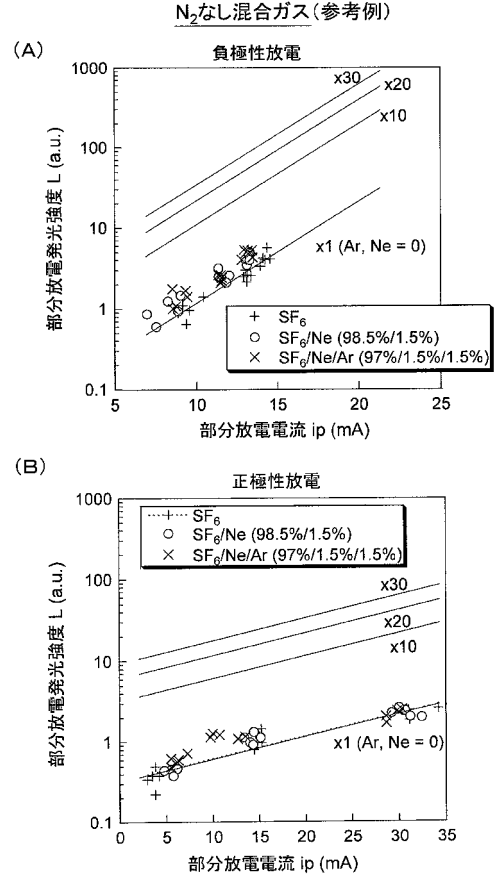 N₂なし混合ガス(参考例)
(A)
負極性放電
部分放電発光強度 L (a.u.)
1000
100
10
1
0.1
x30
x20
x10
x1 (Ar, Ne = 0)
+ SF₆
○ SF₆/Ne (98.5%/1.5%)
× SF₆/Ne/Ar (97%/1.5%/1.5%)
5 10 15 20 25
部分放電電流 ip (mA)
(B)
正極性放電
部分放電発光強度 L (a.u.)
1000
100
10
1
0.1
+ SF₆
○ SF₆/Ne (98.5%/1.5%)
× SF₆/Ne/Ar (97%/1.5%/1.5%)
x30
x20
x10
x1 (Ar, Ne = 0)
0 5 10 15 20 25 30 35
部分放電電流 ip (mA)